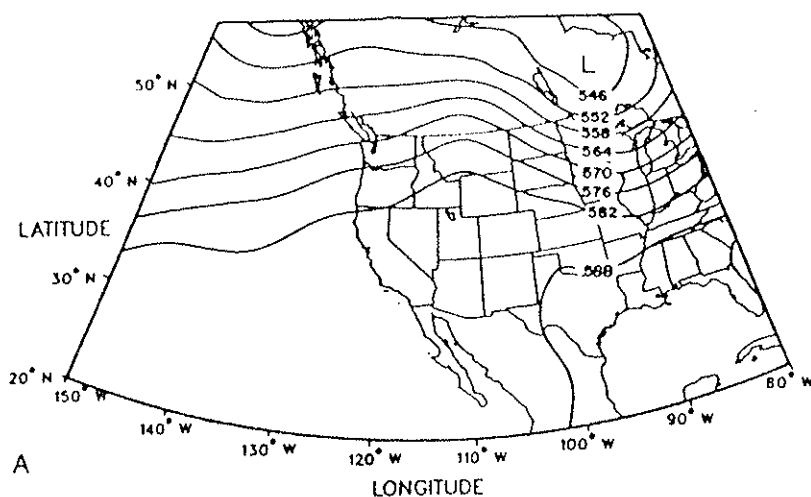 50° N
L
546
552
558
564
40° N
570
576
582
LATITUDE
588
30° N
20° N
150° W
80° W
140° W
90° W
130° W
120° W
110° W
100° W
A
LONGITUDE